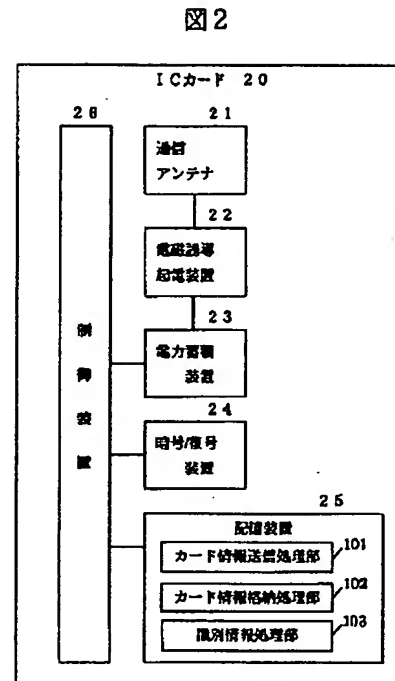 図2
ICカード 20
26
制御装置
21
通信
アンテナ
22
電磁誘導
起電装置
23
電力蓄積
装置
24
暗号/復号
装置
25
記憶装置
カード情報送信処理部
101
カード情報格納処理部
102
識別情報処理部
103